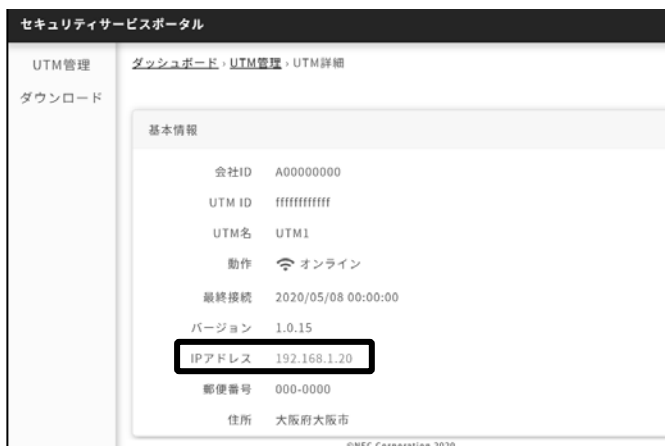 セキュリティサービスポータル
UTM管理
ダウンロード
ダッシュボード › UTM管理 › UTM詳細
基本情報
会社ID A00000000
UTM ID ffffffffffff
UTM名 UTM1
動作 オンライン
最終接続 2020/05/08 00:00:00
バージョン 1.0.15
IPアドレス 192.168.1.20
郵便番号 000-0000
住所 大阪府大阪市
©NEC Corporation 2020